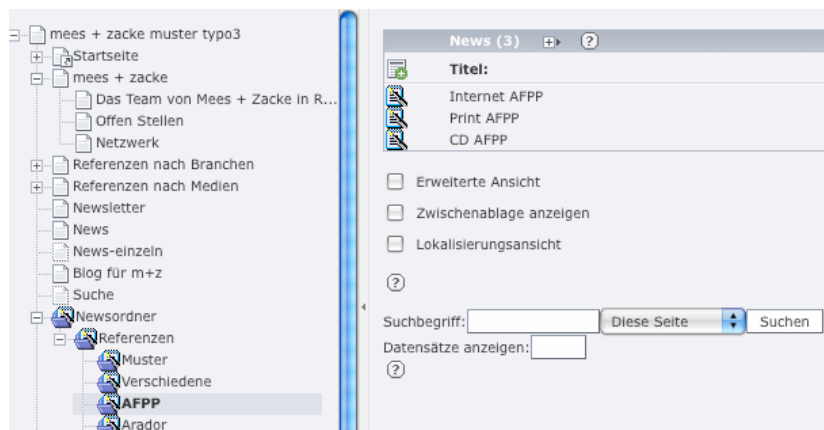 mees + zacke muster typo3
Startseite
mees + zacke
Das Team von Mees + Zacke in R...
Offen Stellen
Netzwerk
Referenzen nach Branchen
Referenzen nach Medien
Newsletter
News
News-einzeln
Blog für m+z
Suche
Newsordner
Referenzen
Muster
Verschiedene
AFPP
Arador
News (3)
Titel:
Internet AFPP
Print AFPP
CD AFPP
Erweiterte Ansicht
Zwischenablage anzeigen
Lokalisierungsansicht
Suchbegriff: Diese Seite Suchen
Datensätze anzeigen: